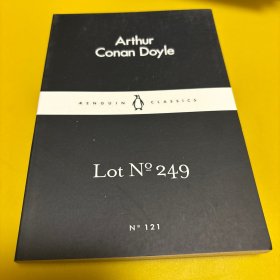 Arthur
Conan Doyle
PENGUIN CLASSICS
Lot Nº 249
Nº 121